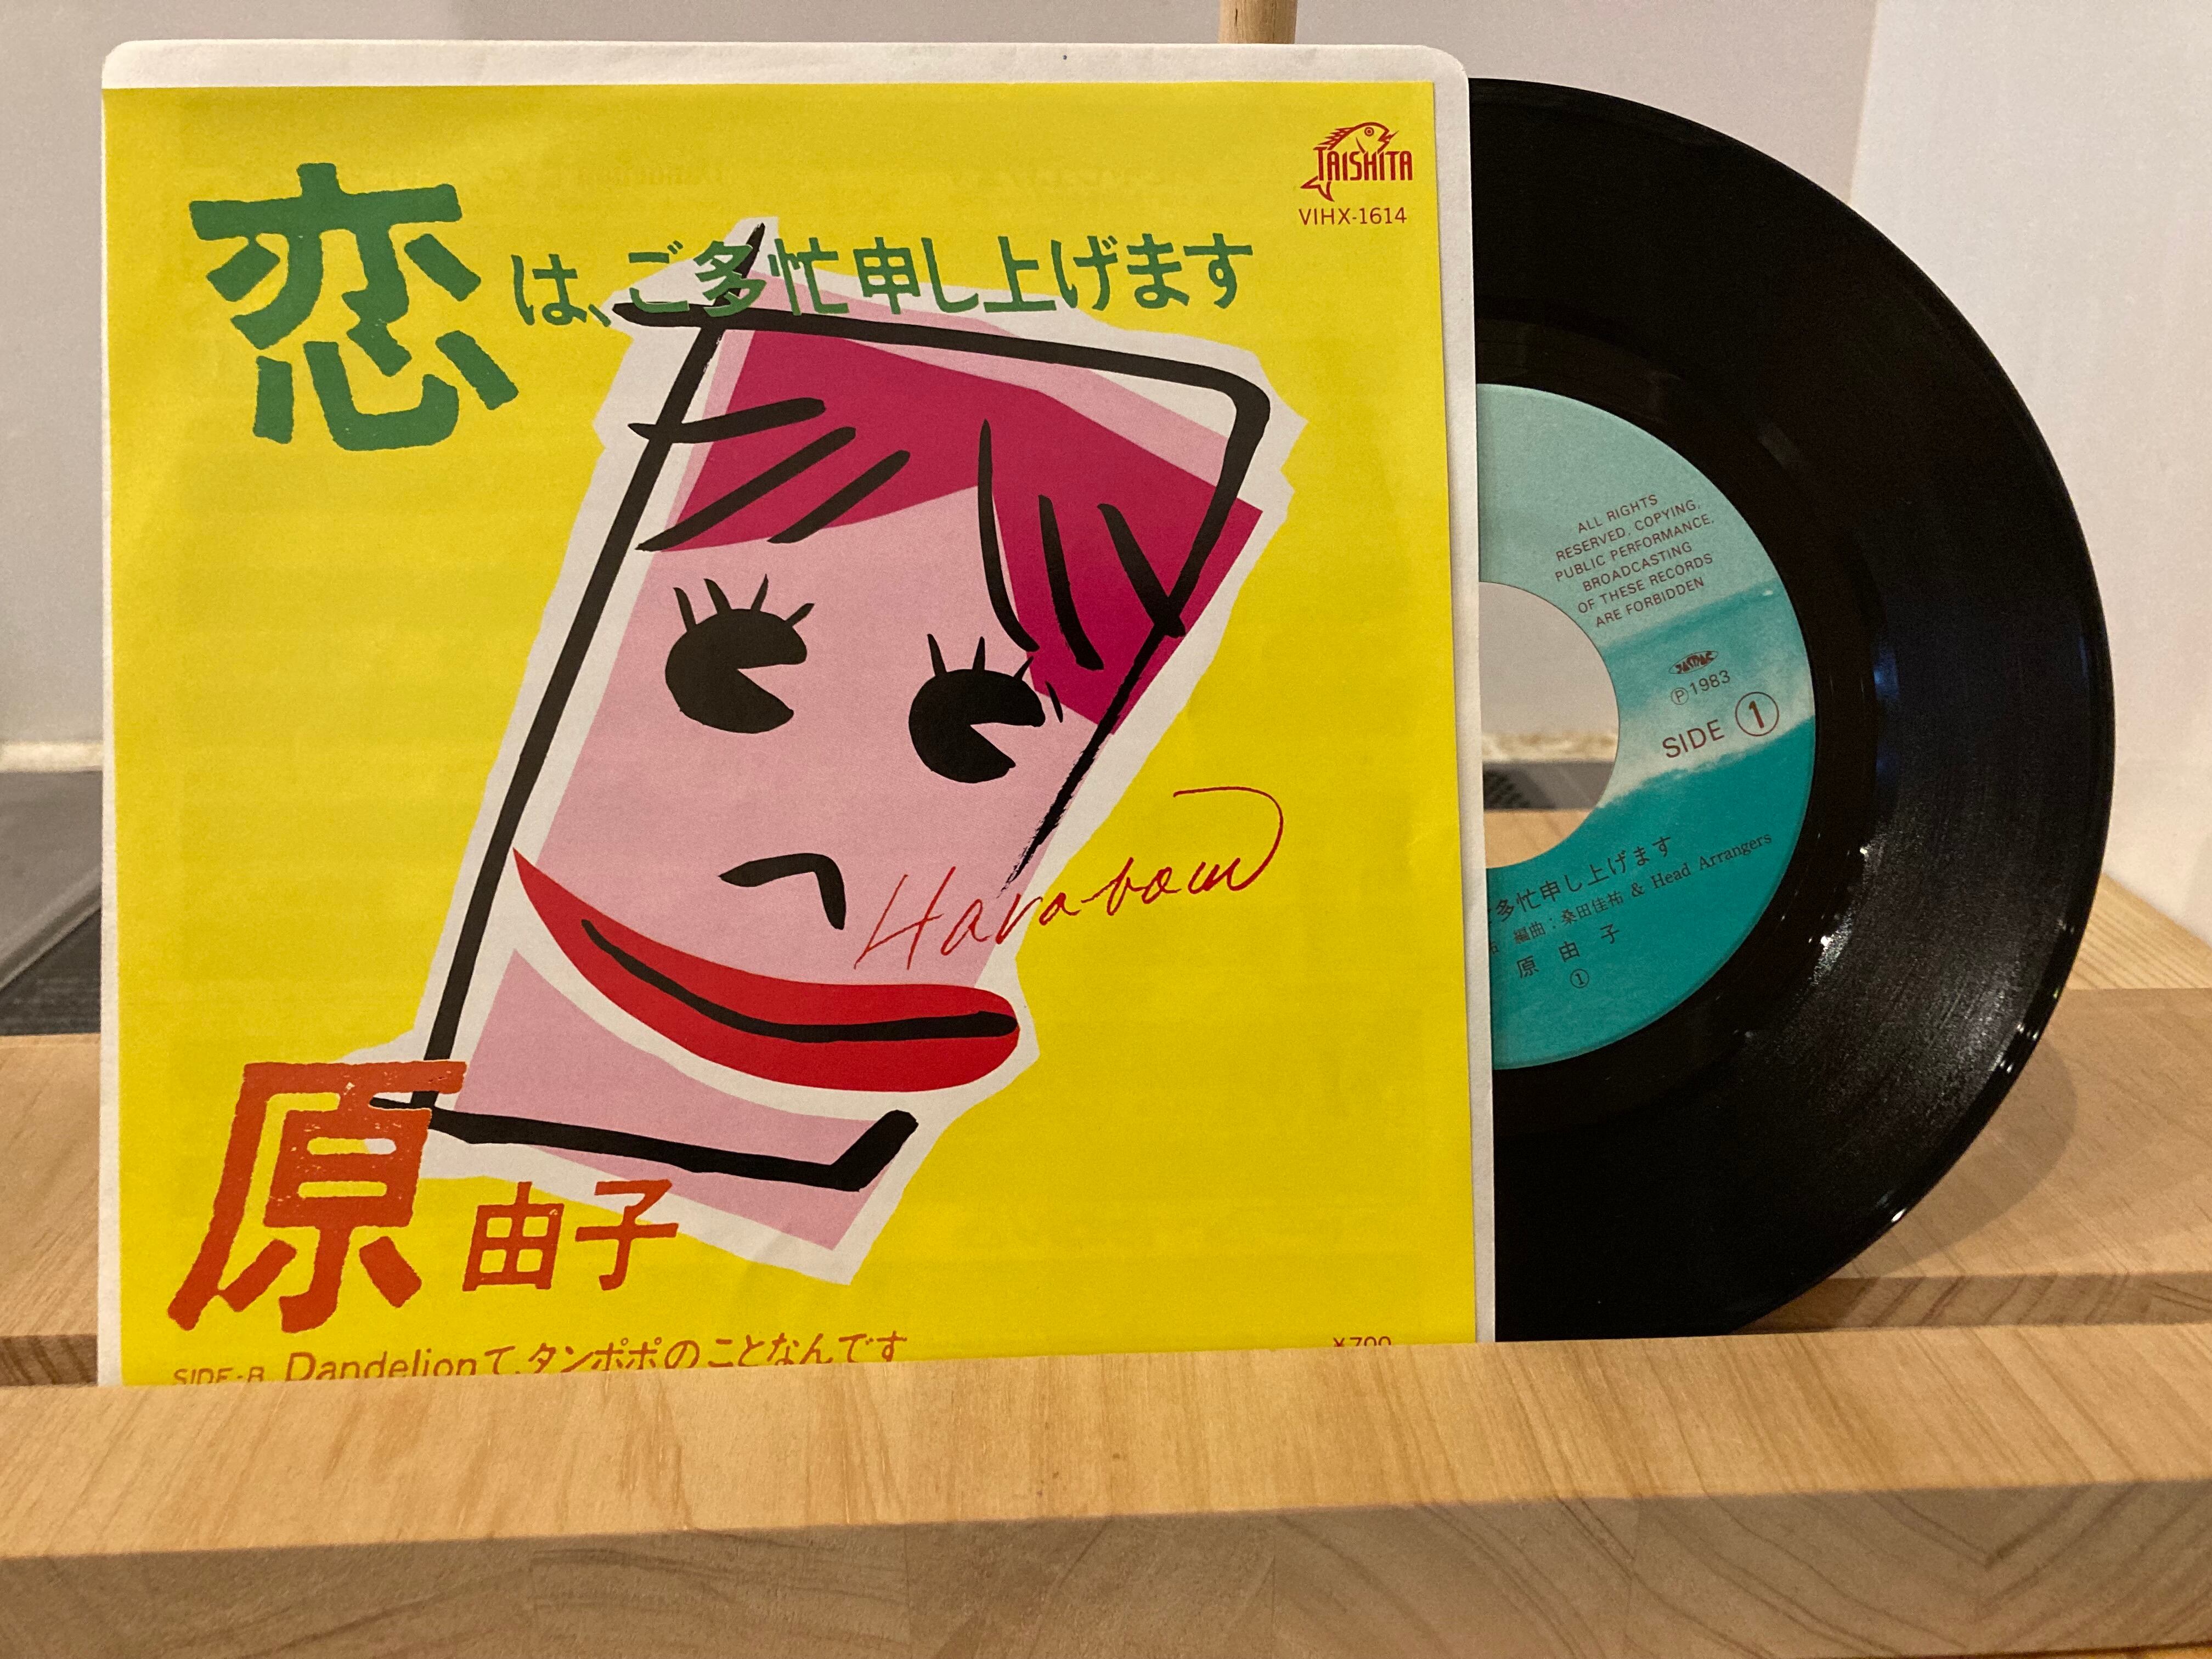 TAISHITA
VIHX-1614
恋は、ご多忙申し上げます
Harabow
原由子
SIDE-B Dandelionて、タンポポのことなんです
¥700
ALL RIGHTS
RESERVED. COPYING,
PUBLIC PERFORMANCE,
BROADCASTING
OF THESE RECORDS
ARE FORBIDDEN
JASRAC
Ⓟ1983
SIDE 1
多忙申し上げます
編曲：桑田佳祐 & Head Arrangers
原由子
①